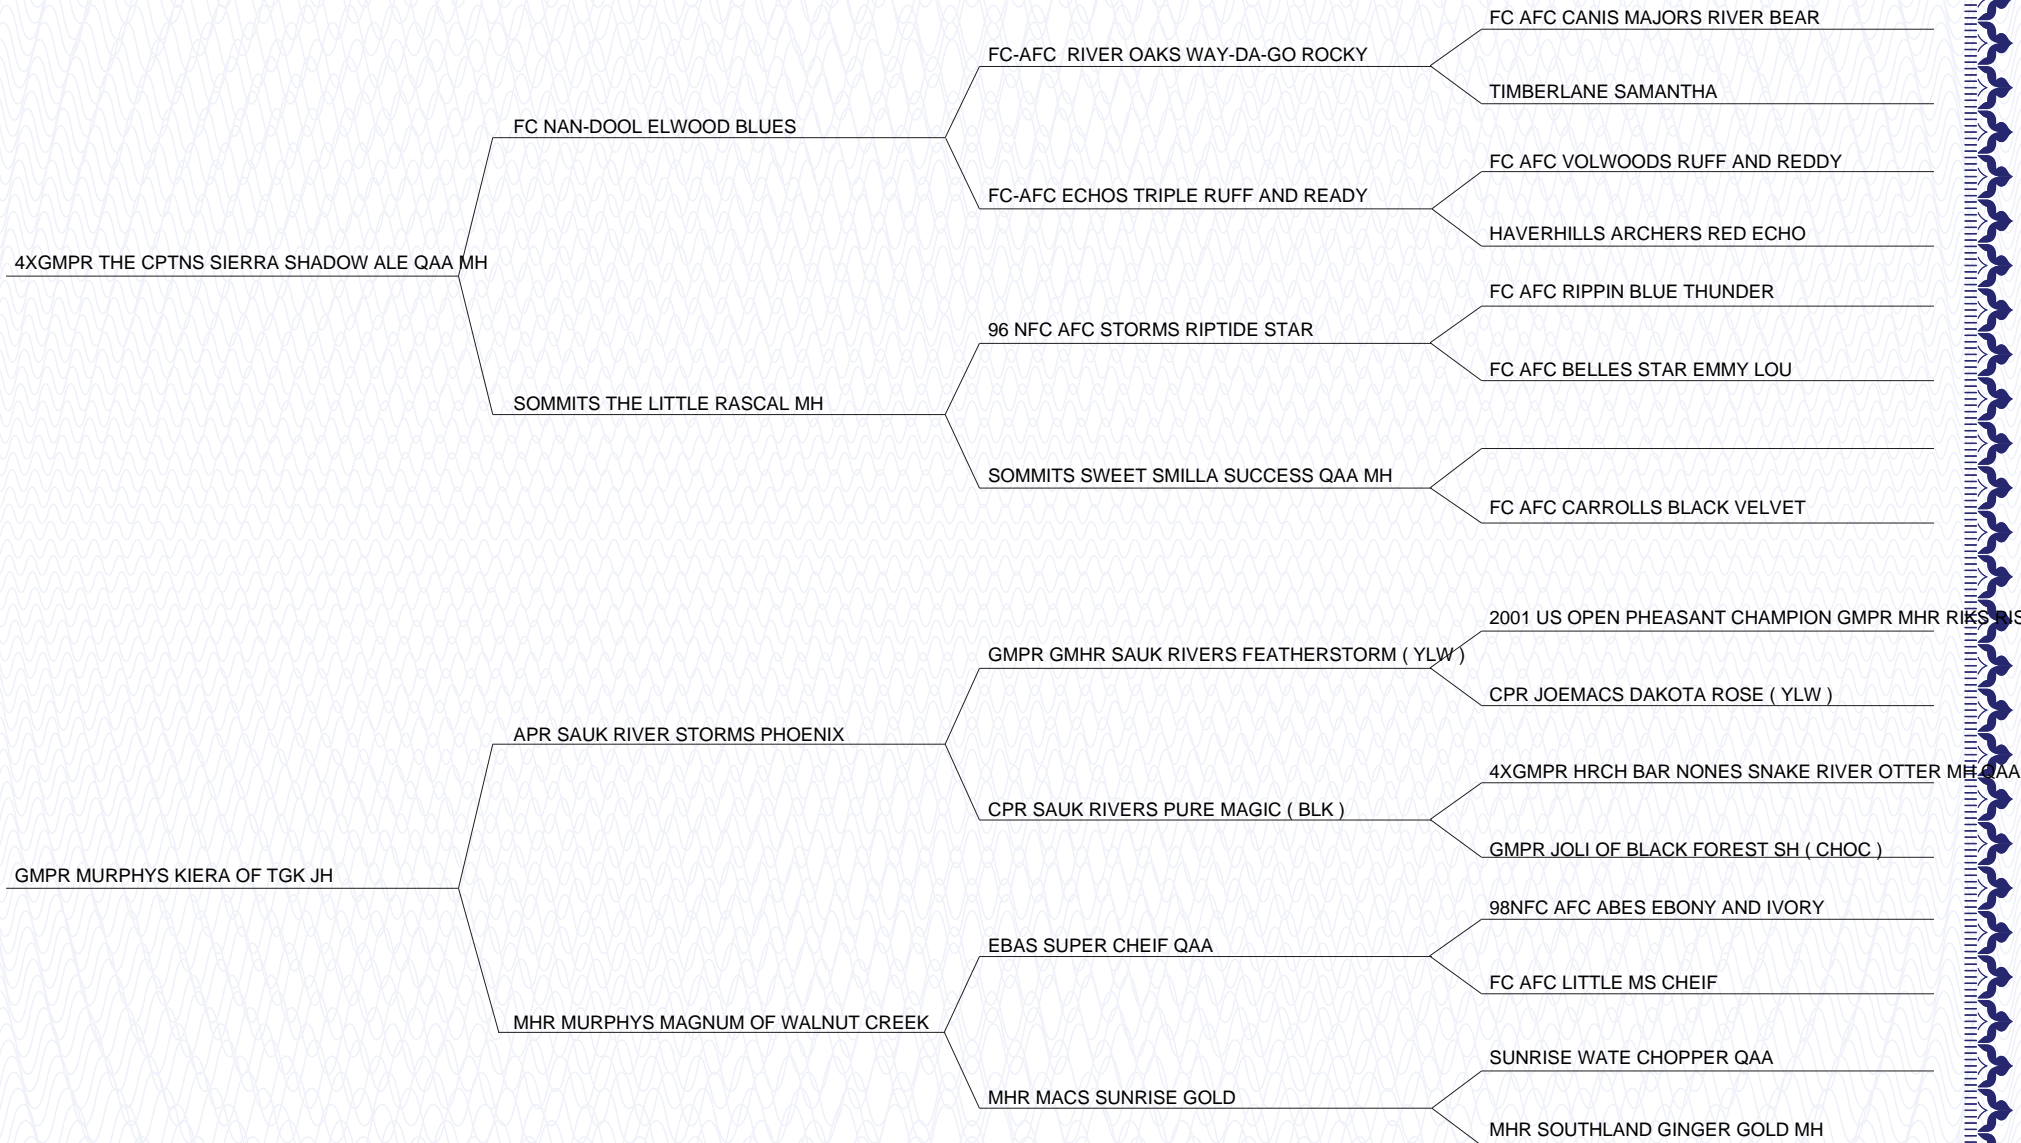 FC AFC CANIS MAJORS RIVER BEAR
FC-AFC RIVER OAKS WAY-DA-GO ROCKY
TIMBERLANE SAMANTHA
FC NAN-DOOL ELWOOD BLUES
FC AFC VOLWOODS RUFF AND REDDY
FC-AFC ECHOS TRIPLE RUFF AND READY
HAVERHILLS ARCHERS RED ECHO
4XGMPR THE CPTNS SIERRA SHADOW ALE QAA MH
FC AFC RIPPIN BLUE THUNDER
96 NFC AFC STORMS RIPTIDE STAR
FC AFC BELLES STAR EMMY LOU
SOMMITS THE LITTLE RASCAL MH
SOMMITS SWEET SMILLA SUCCESS QAA MH
FC AFC CARROLLS BLACK VELVET
2001 US OPEN PHEASANT CHAMPION GMPR MHR RIKS
GMPR GMHR SAUK RIVERS FEATHERSTORM ( YLW )
CPR JOEMACS DAKOTA ROSE ( YLW )
APR SAUK RIVER STORMS PHOENIX
4XGMPR HRCH BAR NONES SNAKE RIVER OTTER MH QAA
CPR SAUK RIVERS PURE MAGIC ( BLK )
GMPR JOLI OF BLACK FOREST SH ( CHOC )
GMPR MURPHYS KIERA OF TGK JH
98NFC AFC ABES EBONY AND IVORY
EBAS SUPER CHEIF QAA
FC AFC LITTLE MS CHEIF
MHR MURPHYS MAGNUM OF WALNUT CREEK
SUNRISE WATE CHOPPER QAA
MHR MACS SUNRISE GOLD
MHR SOUTHLAND GINGER GOLD MH